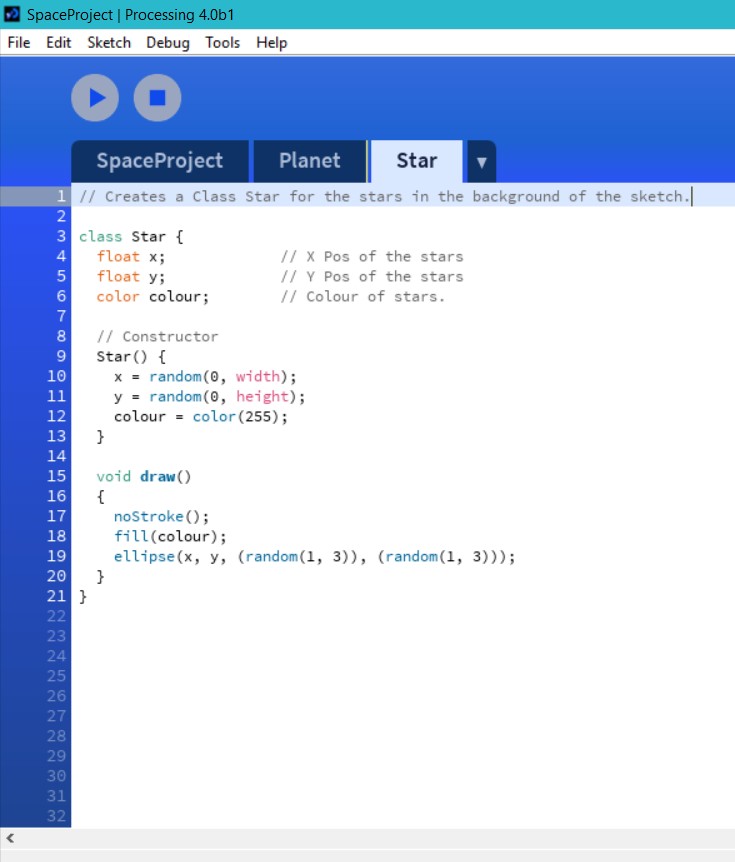 SpaceProject | Processing 4.0b1
File Edit Sketch Debug Tools Help
SpaceProject Planet Star ▼
1 // Creates a Class Star for the stars in the background of the sketch.
2
3 class Star {
4   float x;             // X Pos of the stars
5   float y;             // Y Pos of the stars
6   color colour;        // Colour of stars.
7
8   // Constructor
9   Star() {
10     x = random(0, width);
11     y = random(0, height);
12     colour = color(255);
13   }
14
15   void draw()
16   {
17     noStroke();
18     fill(colour);
19     ellipse(x, y, (random(1, 3)), (random(1, 3)));
20   }
21 }
22
23
24
25
26
27
28
29
30
31
32